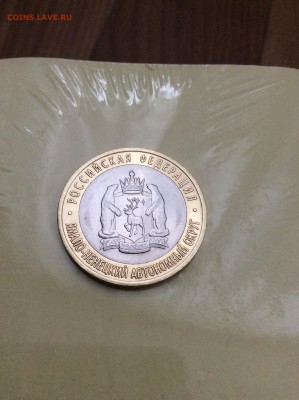 COINS.LAVE.RU
РОССИЙСКАЯ ФЕДЕРАЦИЯ
ЯМАЛО-НЕНЕЦКИЙ АВТОНОМНЫЙ ОКРУГ